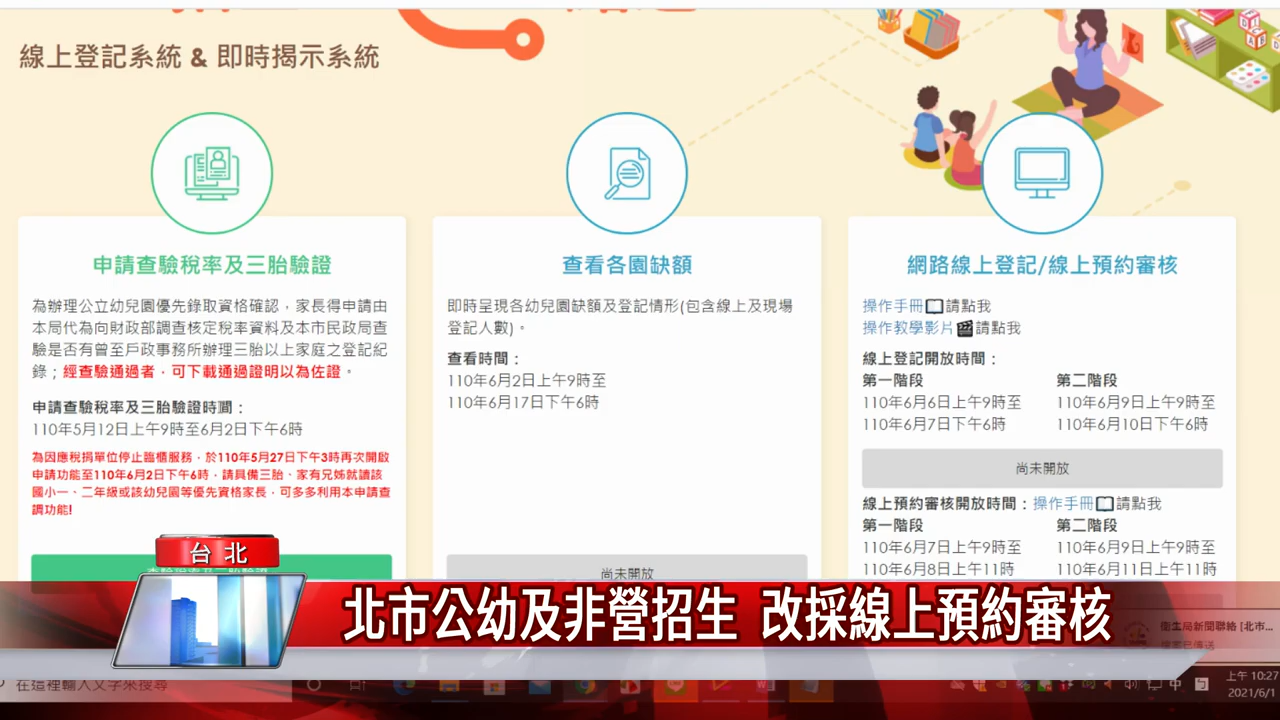 線上登記系統 & 即時揭示系統
申請查驗稅率及三胎驗證
為辦理公立幼兒園優先錄取資格確認，家長得申請由
本局代為向財政部調查核定稅率資料及本市民政局查
驗是否有曾至戶政事務所辦理三胎以上家庭之登記紀
錄；經查驗通過者，可下載通過證明以為佐證。
申請查驗稅率及三胎驗證時間：
110年5月12日上午9時至6月2日下午6時
為因應稅捐單位停止臨櫃服務，於110年5月27日下午3時再次開啟
申請功能至110年6月2日下午6時，請具備三胎、家有兄姊就讀該
國小一、二年級或該幼兒園等優先資格家長，可多多利用本申請查
調功能!
查看各園缺額
即時呈現各幼兒園缺額及登記情形(包含線上及現場
登記人數)。
查看時間：
110年6月2日上午9時至
110年6月17日下午6時
尚未開放
網路線上登記/線上預約審核
操作手冊請點我
操作教學影片請點我
線上登記開放時間：
第一階段 第二階段
110年6月6日上午9時至 110年6月9日上午9時至
110年6月7日下午6時 110年6月10日下午6時
尚未開放
線上預約審核開放時間：操作手冊請點我
第一階段 第二階段
110年6月7日上午9時至 110年6月9日上午9時至
110年6月8日上午11時 110年6月11日上午11時
台北
北市公幼及非營招生 改採線上預約審核
衛生局新聞聯絡 [北市...
檔案已傳送
在這裡輸入文字來搜尋
中
上午 10:27
2021/6/1